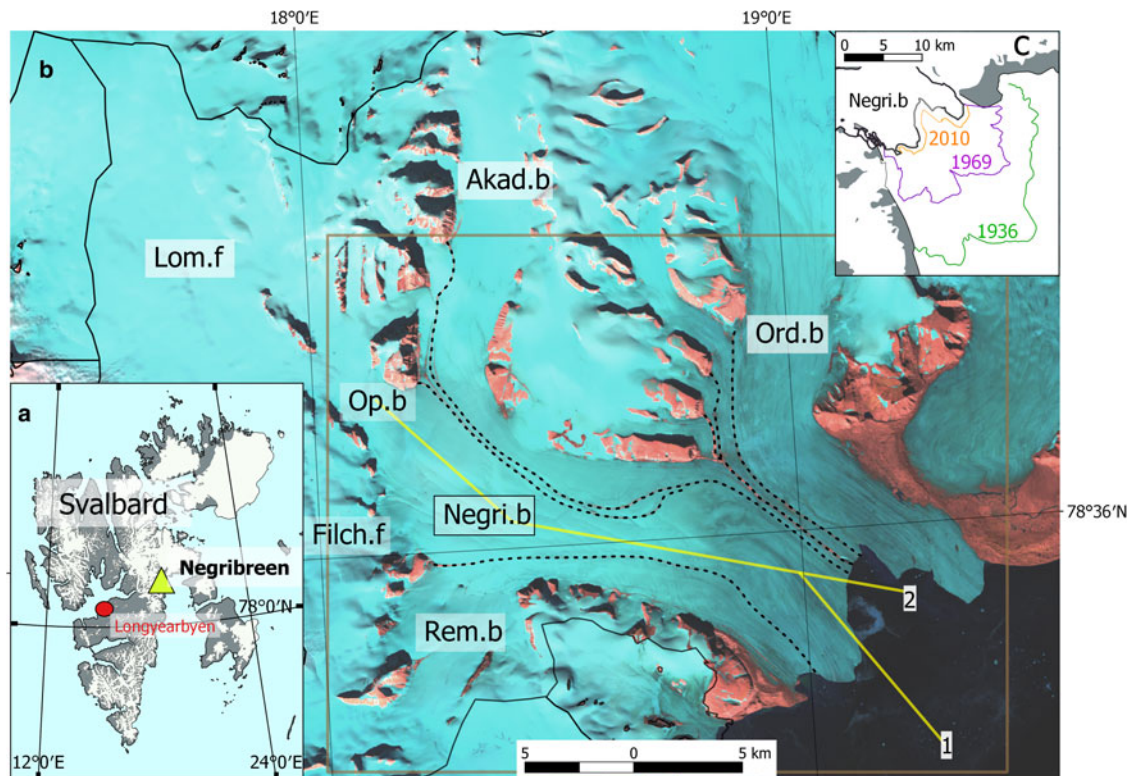 18°0′E
19°0′E
b
Akad.b
Lom.f
Ord.b
Op.b
Negri.b
Filch.f
Rem.b
78°36′N
2
1
5 0 5 km
C
0 5 10 km
Negri.b
2010
1969
1936
a
Svalbard
Negribreen
78°0′N
Longyearbyen
12°0′E
24°0′E